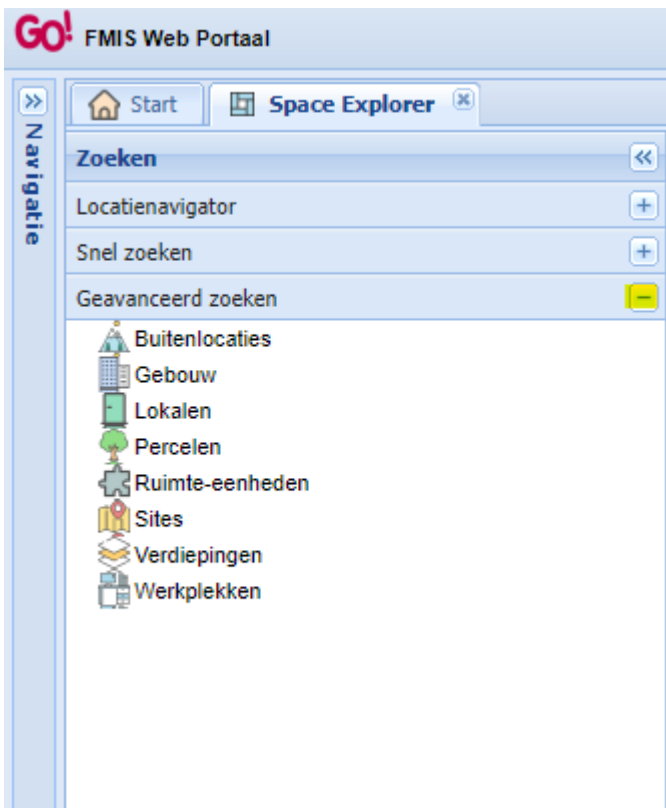 GO! FMIS Web Portaal
Start Space Explorer
Navigatie
Zoeken
Locatienavigator
Snel zoeken
Geavanceerd zoeken
Buitenlocaties
Gebouw
Lokalen
Percelen
Ruimte-eenheden
Sites
Verdiepingen
Werkplekken